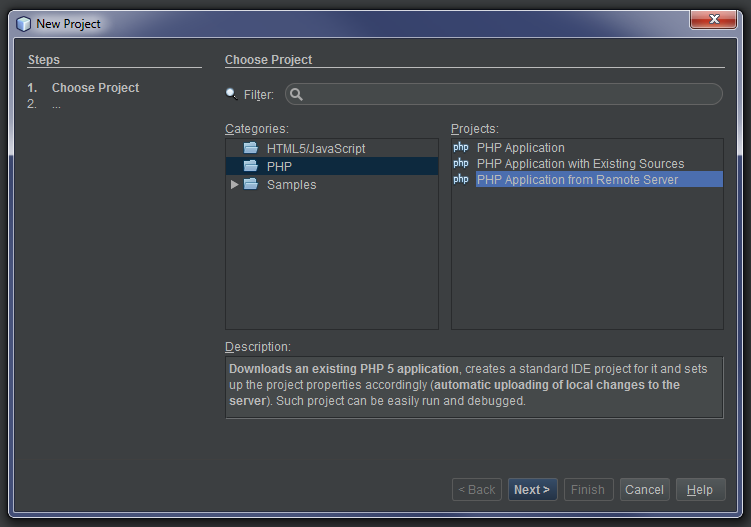 New Project
Steps
1. Choose Project
2. ...
Choose Project
Filter:
Categories:
HTML5/JavaScript
PHP
Samples
Projects:
php PHP Application
php PHP Application with Existing Sources
php PHP Application from Remote Server
Description:
Downloads an existing PHP 5 application, creates a standard IDE project for it and sets
up the project properties accordingly (automatic uploading of local changes to the
server). Such project can be easily run and debugged.
< Back Next > Finish Cancel Help